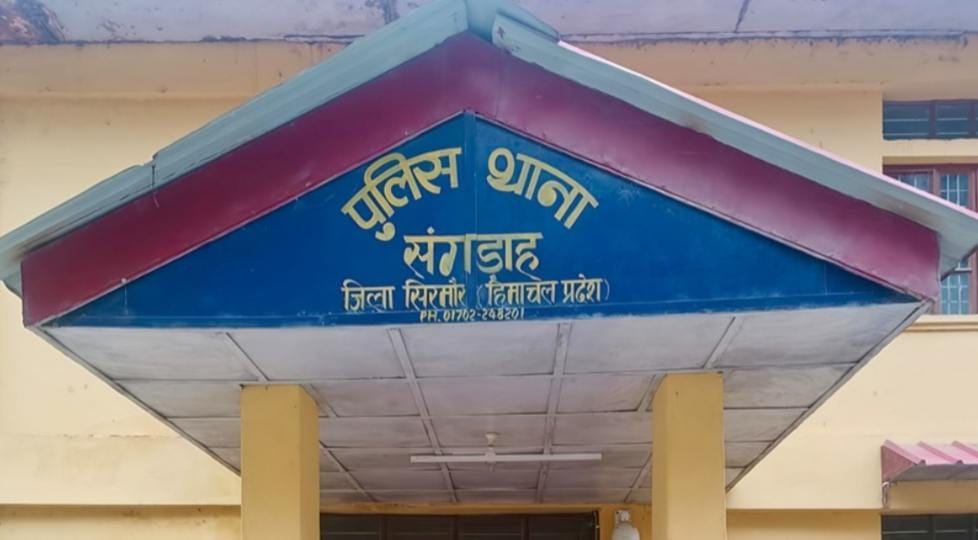 पुलिस थाना
संगड़ाह
जिला सिरमौर (हिमाचल प्रदेश)
PH. 01702-248201